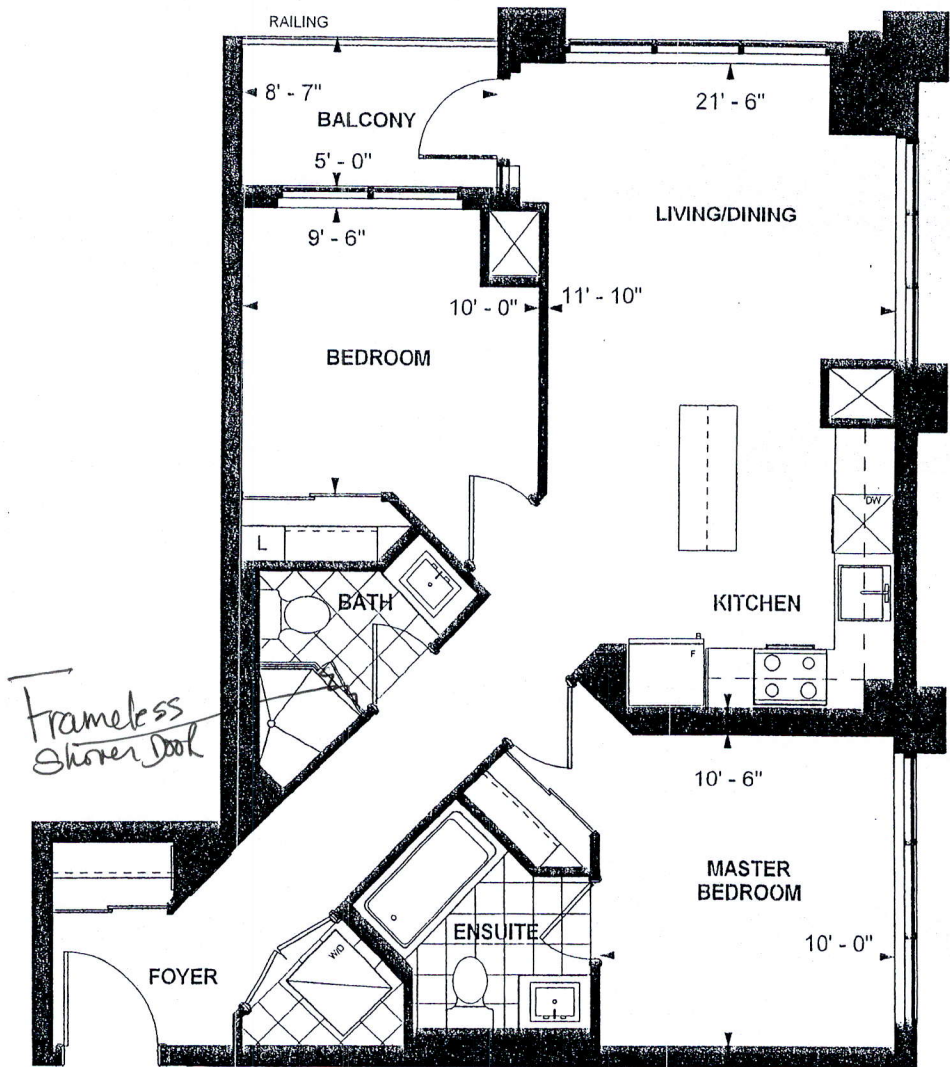 RAILING
8' - 7"
BALCONY
5' - 0"
21' - 6"
LIVING/DINING
9' - 6"
10' - 0"
11' - 10"
BEDROOM
DW
L
BATH
KITCHEN
F
Frameless
Shower Door
10' - 6"
MASTER
BEDROOM
ENSUITE
10' - 0"
W/D
FOYER